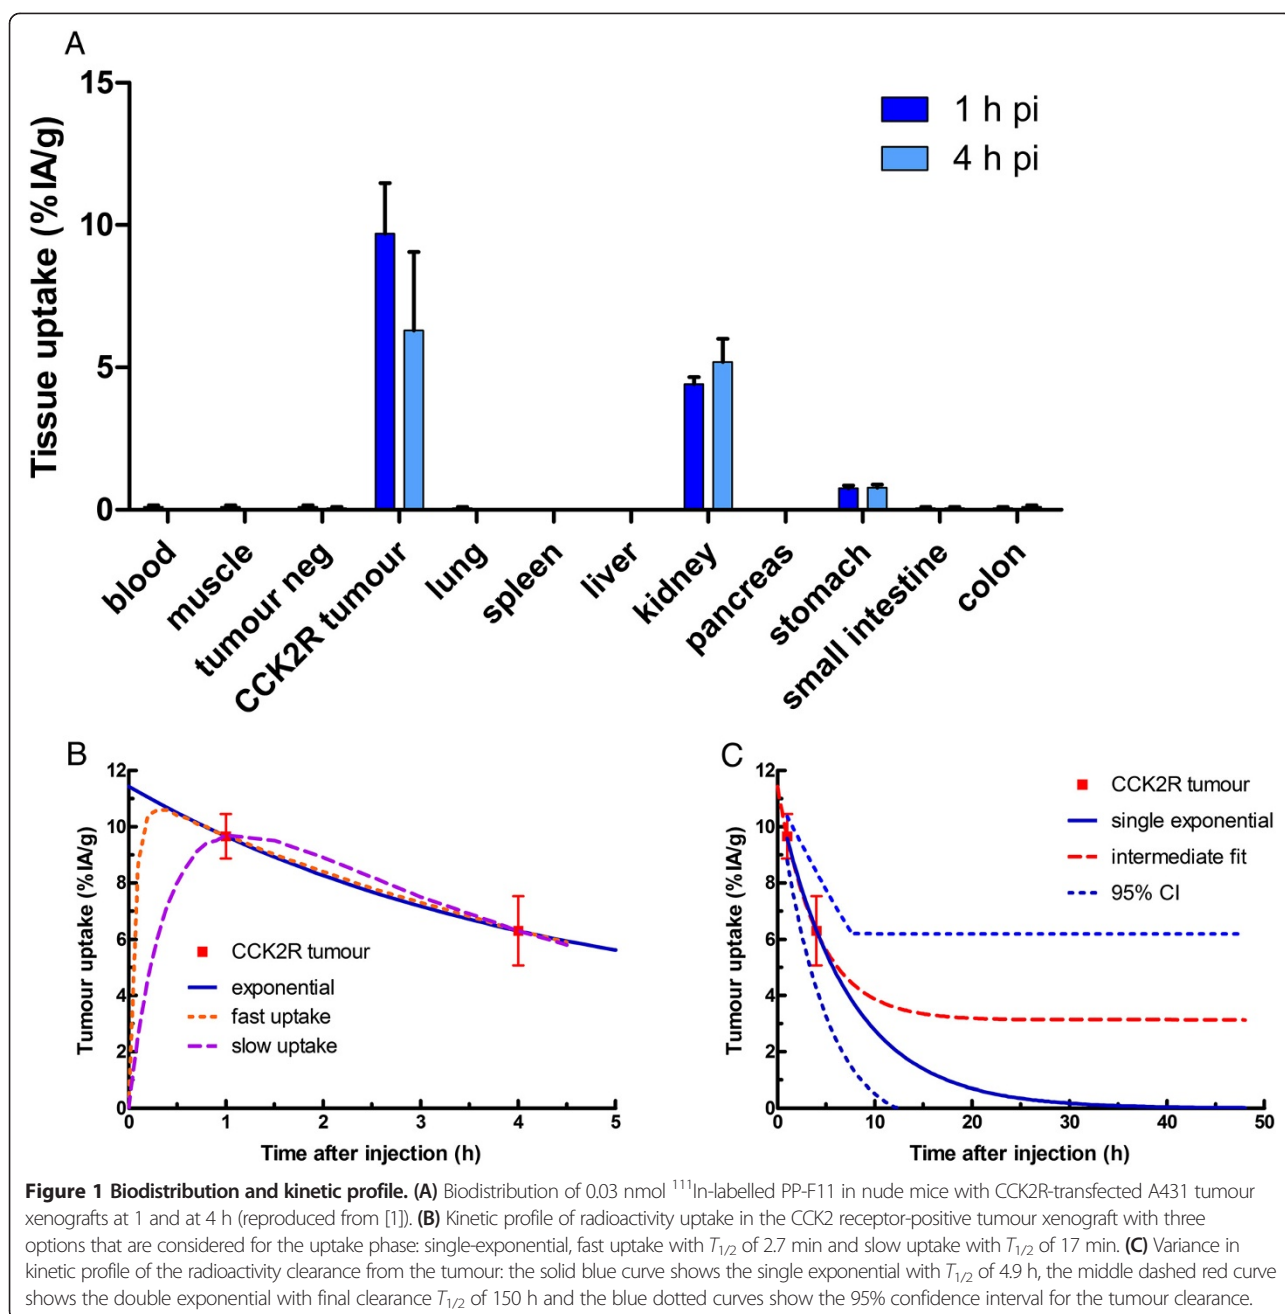 A
15
10
5
0
Tissue uptake (%IA/g)
1 h pi
4 h pi
blood
muscle
tumour neg
CCK2R tumour
lung
spleen
liver
kidney
pancreas
stomach
small intestine
colon
B
12
10
8
6
4
2
0
Tumour uptake (%IA/g)
CCK2R tumour
exponential
fast uptake
slow uptake
0 1 2 3 4 5
Time after injection (h)
C
12
10
8
6
4
2
0
Tumour uptake (%IA/g)
CCK2R tumour
single exponential
intermediate fit
95% CI
0 10 20 30 40 50
Time after injection (h)
Figure 1 Biodistribution and kinetic profile. (A) Biodistribution of 0.03 nmol 111In-labelled PP-F11 in nude mice with CCK2R-transfected A431 tumour
xenografts at 1 and at 4 h (reproduced from [1]). (B) Kinetic profile of radioactivity uptake in the CCK2 receptor-positive tumour xenograft with three
options that are considered for the uptake phase: single-exponential, fast uptake with T1/2 of 2.7 min and slow uptake with T1/2 of 17 min. (C) Variance in
kinetic profile of the radioactivity clearance from the tumour: the solid blue curve shows the single exponential with T1/2 of 4.9 h, the middle dashed red curve
shows the double exponential with final clearance T1/2 of 150 h and the blue dotted curves show the 95% confidence interval for the tumour clearance.